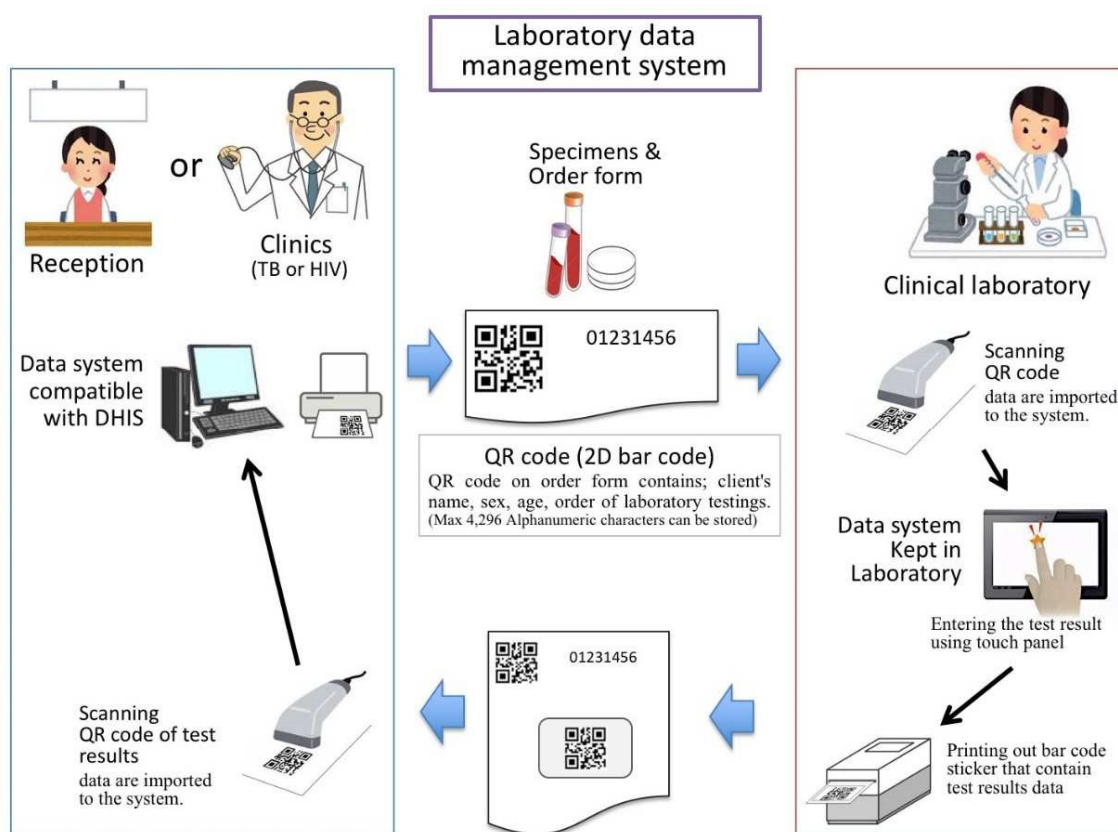 Laboratory data
management system
or
Reception
Clinics
(TB or HIV)
Data system
compatible
with DHIS
Specimens &
Order form
01231456
QR code (2D bar code)
QR code on order form contains; client's
name, sex, age, order of laboratory testings.
(Max 4,296 Alphanumeric characters can be stored)
Clinical laboratory
Scanning
QR code
data are imported
to the system.
Data system
Kept in
Laboratory
Entering the test result
using touch panel
Printing out bar code
sticker that contain
test results data
01231456
Scanning
QR code of test
results
data are imported
to the system.